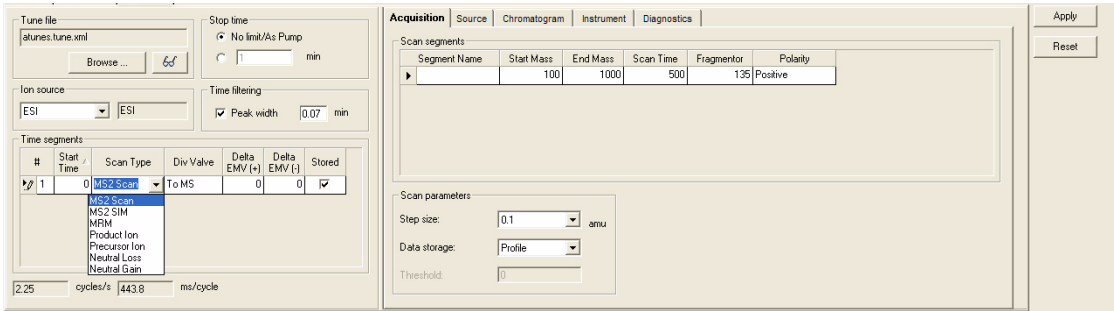 Tune file
atunes.tune.xml
Browse ...
Stop time
No limit/As Pump
1 min
Ion source
ESI ESI
Time filtering
Peak width 0.07 min
Time segments
# Start Time Scan Type Div Valve Delta EMV (+) Delta EMV (-) Stored
1 0 MS2 Scan To MS 0 0
MS2 Scan
MS2 SIM
MRM
Product Ion
Precursor Ion
Neutral Loss
Neutral Gain
2.25 cycles/s 443.8 ms/cycle
Acquisition Source Chromatogram Instrument Diagnostics
Scan segments
Segment Name Start Mass End Mass Scan Time Fragmentor Polarity
100 1000 500 135 Positive
Scan parameters
Step size: 0.1 amu
Data storage: Profile
Threshold: 0
Apply
Reset